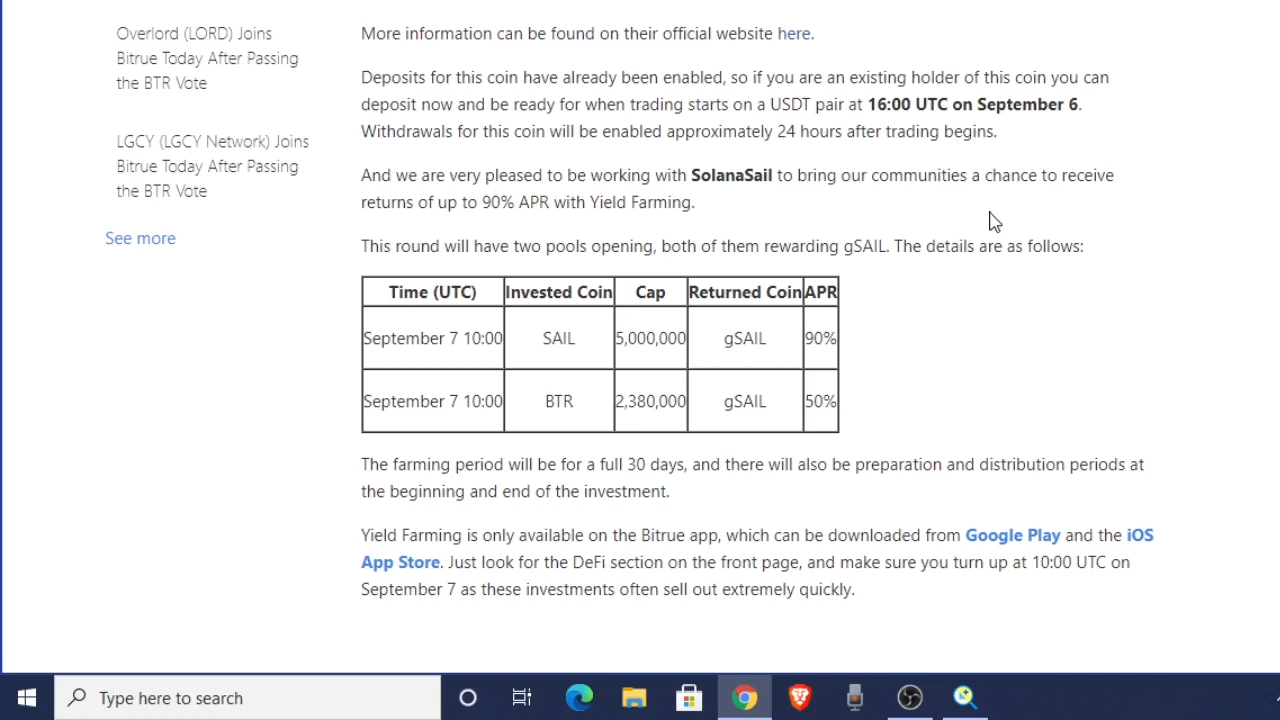 Overlord (LORD) Joins
Bitrue Today After Passing
the BTR Vote
LGCY (LGCY Network) Joins
Bitrue Today After Passing
the BTR Vote
See more
More information can be found on their official website here.
Deposits for this coin have already been enabled, so if you are an existing holder of this coin you can
deposit now and be ready for when trading starts on a USDT pair at 16:00 UTC on September 6.
Withdrawals for this coin will be enabled approximately 24 hours after trading begins.
And we are very pleased to be working with SolanaSail to bring our communities a chance to receive
returns of up to 90% APR with Yield Farming.
This round will have two pools opening, both of them rewarding gSAIL. The details are as follows:
Time (UTC) Invested Coin Cap Returned Coin APR
September 7 10:00 SAIL 5,000,000 gSAIL 90%
September 7 10:00 BTR 2,380,000 gSAIL 50%
The farming period will be for a full 30 days, and there will also be preparation and distribution periods at
the beginning and end of the investment.
Yield Farming is only available on the Bitrue app, which can be downloaded from Google Play and the iOS
App Store. Just look for the DeFi section on the front page, and make sure you turn up at 10:00 UTC on
September 7 as these investments often sell out extremely quickly.
Type here to search